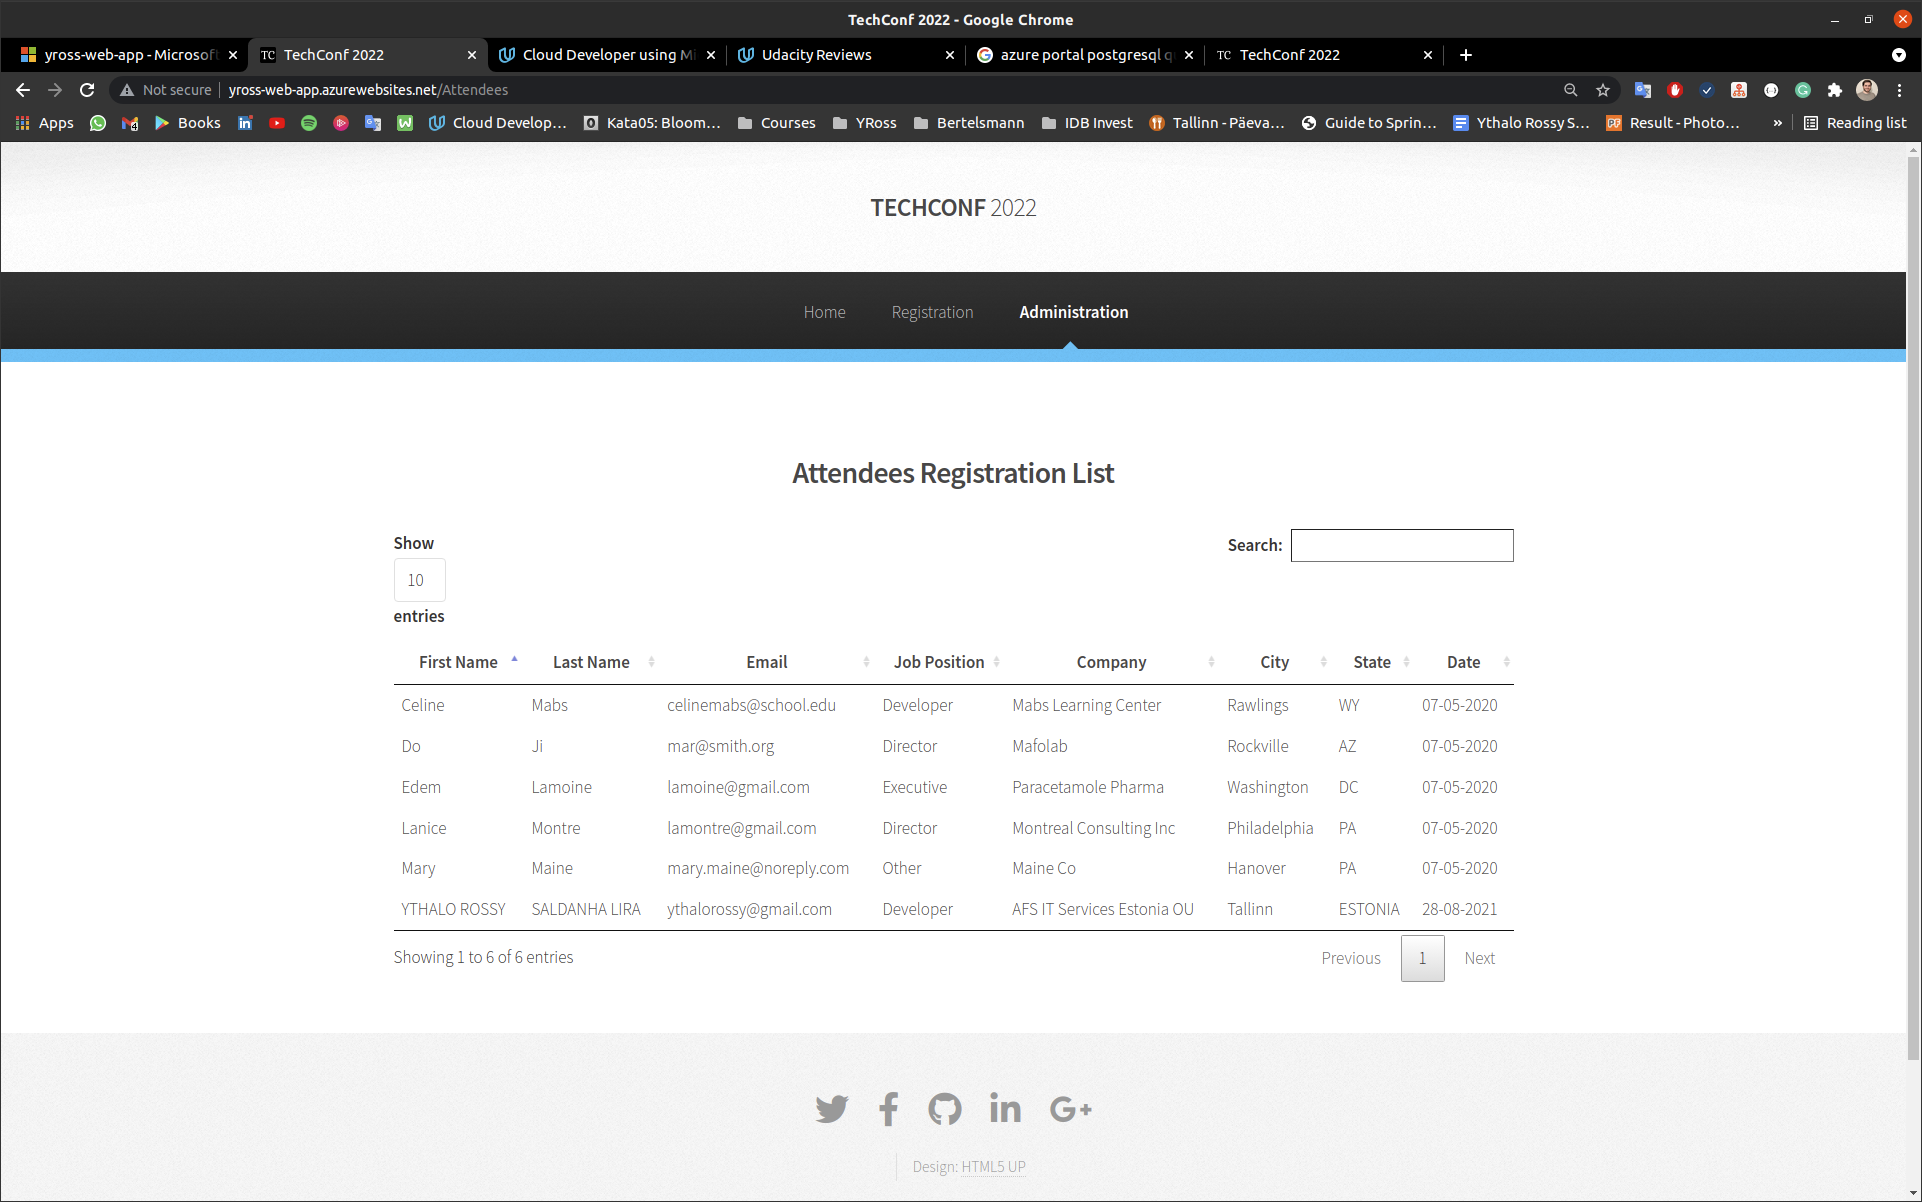 TechConf 2022 - Google Chrome
yross-web-app - Microsoft
TechConf 2022
Cloud Developer using Mi
Udacity Reviews
azure portal postgresql q
TC TechConf 2022
Not secure yross-web-app.azurewebsites.net/Attendees
Apps Books Cloud Develop... Kata05: Bloom... Courses YRoss Bertelsmann IDB Invest Tallinn - Päeva... Guide to Sprin... Ythalo Rossy S... Result - Photo... » Reading list
TECHCONF 2022
Home Registration Administration
Attendees Registration List
Show
10
entries
Search:
First Name Last Name Email Job Position Company City State Date
Celine Mabs celinemabs@school.edu Developer Mabs Learning Center Rawlings WY 07-05-2020
Do Ji mar@smith.org Director Mafolab Rockville AZ 07-05-2020
Edem Lamoine lamoine@gmail.com Executive Paracetamole Pharma Washington DC 07-05-2020
Lanice Montre lamontre@gmail.com Director Montreal Consulting Inc Philadelphia PA 07-05-2020
Mary Maine mary.maine@noreply.com Other Maine Co Hanover PA 07-05-2020
YTHALO ROSSY SALDANHA LIRA ythalorossy@gmail.com Developer AFS IT Services Estonia OU Tallinn ESTONIA 28-08-2021
Showing 1 to 6 of 6 entries
Previous 1 Next
Design: HTML5 UP